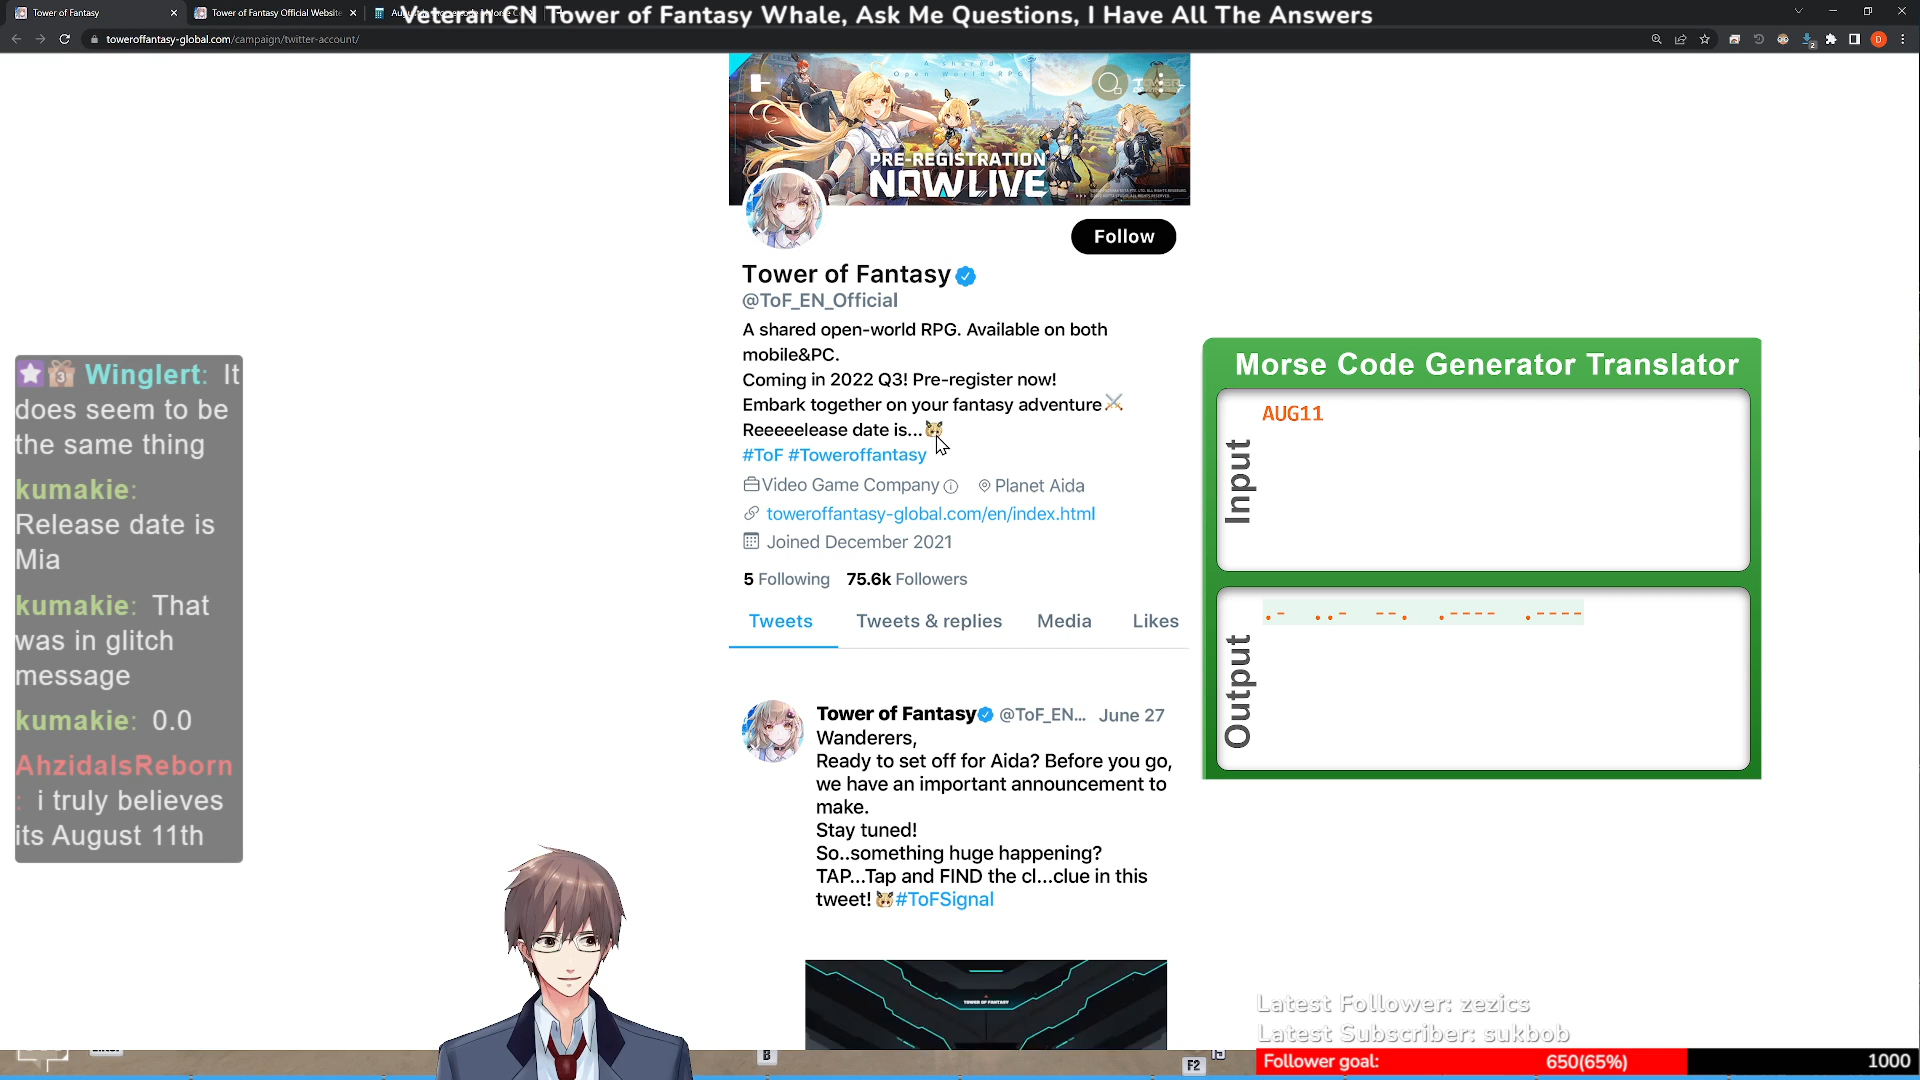 Tower of Fantasy
Tower of Fantasy Official Website
Veteran CN Tower of Fantasy Whale, Ask Me Questions, I Have All The Answers
toweroffantasy-global.com/campaign/twitter-account/
A Shared
Open World RPG
PRE-REGISTRATION
NOW LIVE
Follow
Tower of Fantasy
@ToF_EN_Official
A shared open-world RPG. Available on both
mobile&PC.
Coming in 2022 Q3! Pre-register now!
Embark together on your fantasy adventure⚔
Reeeeelease date is...
#ToF #Toweroffantasy
Video Game Company Planet Aida
toweroffantasy-global.com/en/index.html
Joined December 2021
5 Following 75.6k Followers
Tweets Tweets & replies Media Likes
Tower of Fantasy @ToF_EN... June 27
Wanderers,
Ready to set off for Aida? Before you go,
we have an important announcement to
make.
Stay tuned!
So..something huge happening?
TAP...Tap and FIND the cl...clue in this
tweet! #ToFSignal
TOWER OF FANTASY
3 Winglert: It
does seem to be
the same thing
kumakie:
Release date is
Mia
kumakie: That
was in glitch
message
kumakie: 0.0
AhzidalsReborn
: i truly believes
its August 11th
Morse Code Generator Translator
Input
AUG11
Output
.- ..- --. .---- .----
Latest Follower: zezics
Latest Subscriber: sukbob
Follower goal: 650(65%) 1000
B
F2